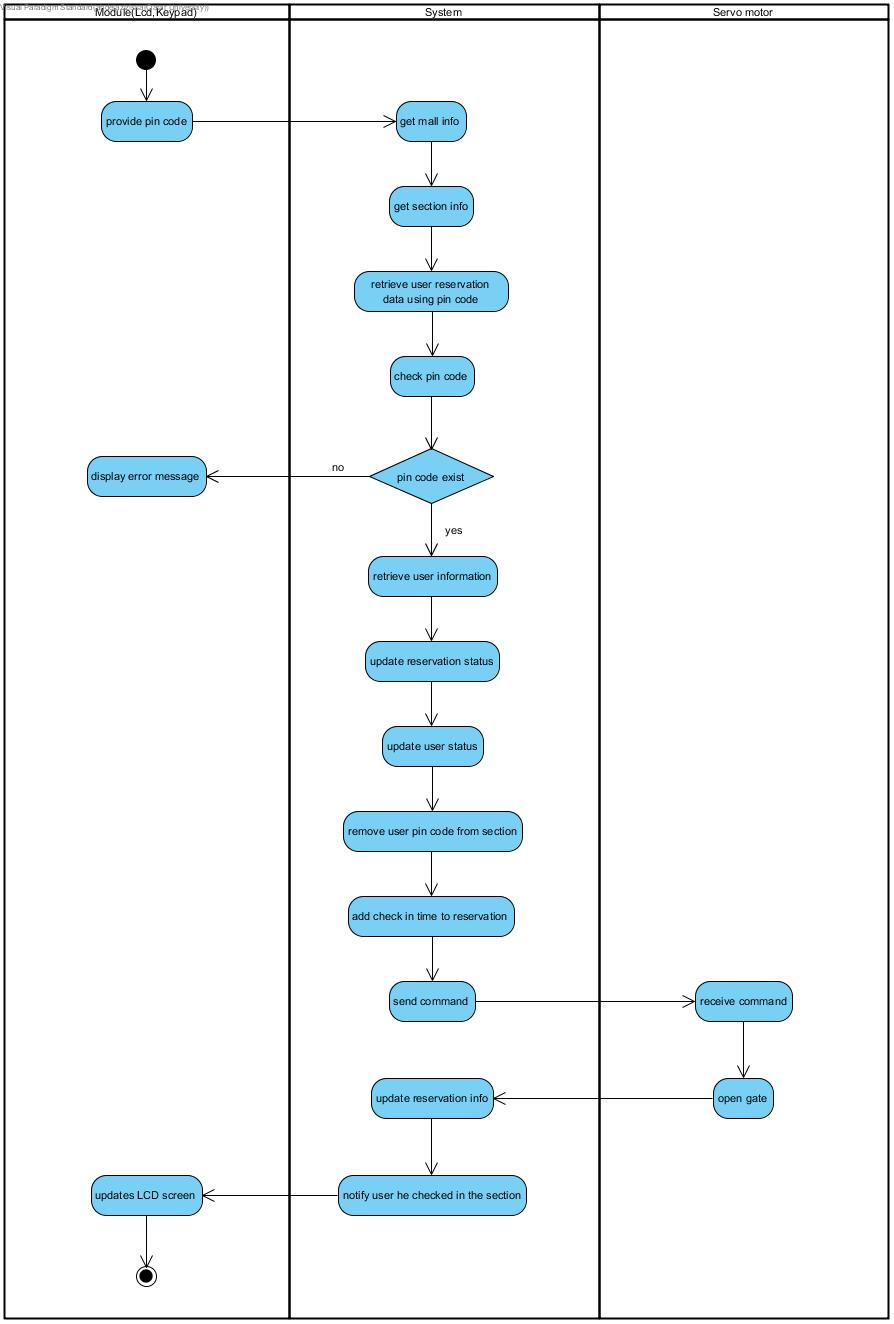 Visual Paradigm Standard
Module(Lcd,Keypad)
System
Servo motor
provide pin code
get mall info
get section info
retrieve user reservation
data using pin code
check pin code
pin code exist
no
display error message
yes
retrieve user information
update reservation status
update user status
remove user pin code from section
add check in time to reservation
send command
receive command
open gate
update reservation info
notify user he checked in the section
updates LCD screen